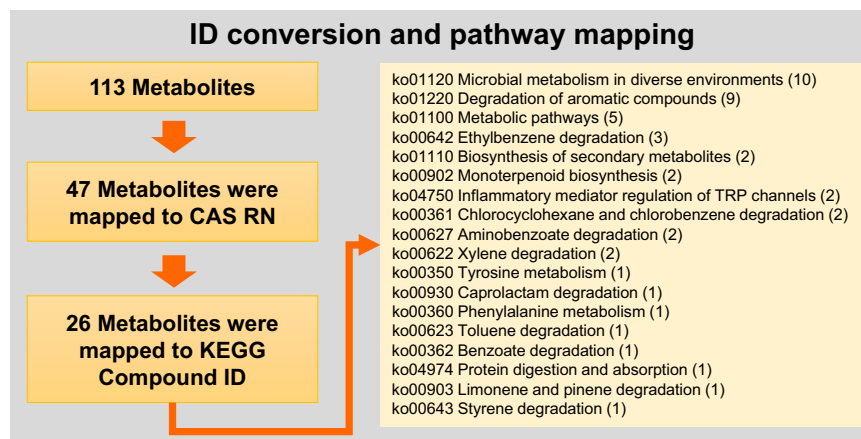 ID conversion and pathway mapping
113 Metabolites
47 Metabolites were
mapped to CAS RN
26 Metabolites were
mapped to KEGG
Compound ID
ko01120 Microbial metabolism in diverse environments (10)
ko01220 Degradation of aromatic compounds (9)
ko01100 Metabolic pathways (5)
ko00642 Ethylbenzene degradation (3)
ko01110 Biosynthesis of secondary metabolites (2)
ko00902 Monoterpenoid biosynthesis (2)
ko04750 Inflammatory mediator regulation of TRP channels (2)
ko00361 Chlorocyclohexane and chlorobenzene degradation (2)
ko00627 Aminobenzoate degradation (2)
ko00622 Xylene degradation (2)
ko00350 Tyrosine metabolism (1)
ko00930 Caprolactam degradation (1)
ko00360 Phenylalanine metabolism (1)
ko00623 Toluene degradation (1)
ko00362 Benzoate degradation (1)
ko04974 Protein digestion and absorption (1)
ko00903 Limonene and pinene degradation (1)
ko00643 Styrene degradation (1)